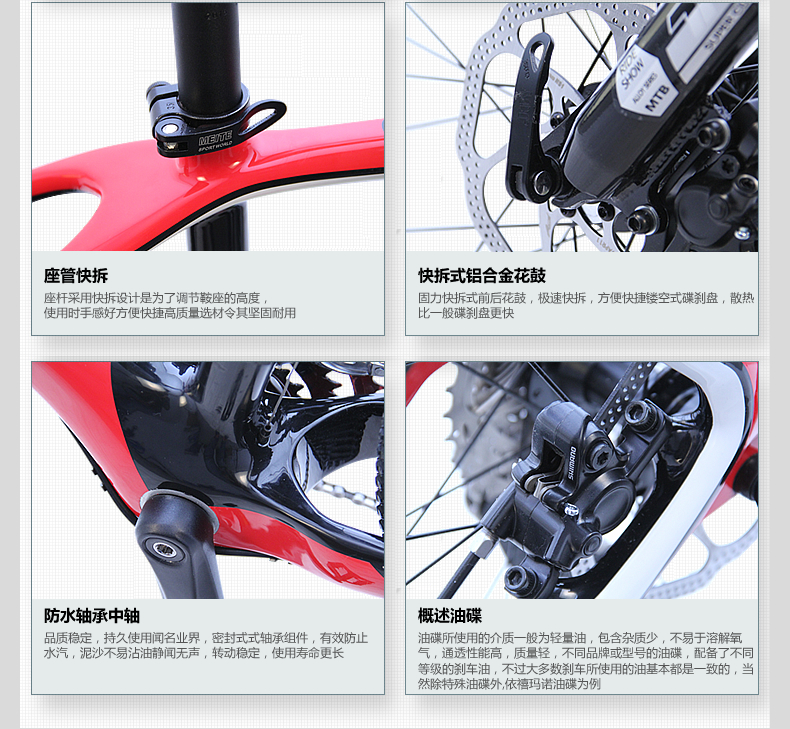 MEITE
SPORT WORLD
座管快拆
座杆采用快拆设计是为了调节鞍座的高度，
使用时手感好方便快捷高质量选材令其坚固耐用
RIDE
SHOW
ALLOY SERIES
MTB
快拆式铝合金花鼓
固力快拆式前后花鼓，极速快拆，方便快捷镂空式碟刹盘，散热
比一般碟刹盘更快
防水轴承中轴
品质稳定，持久使用闻名业界，密封式式轴承组件，有效防止
水汽，泥沙不易沾油静闻无声，转动稳定，使用寿命更长
SHIMANO
概述油碟
油碟所使用的介质一般为轻量油，包含杂质少，不易于溶解氧
气，通透性能高，质量轻，不同品牌或型号的油碟，配备了不同
等级的刹车油，不过大多数刹车所使用的油基本都是一致的，当
然除特殊油碟外,依禧玛诺油碟为例